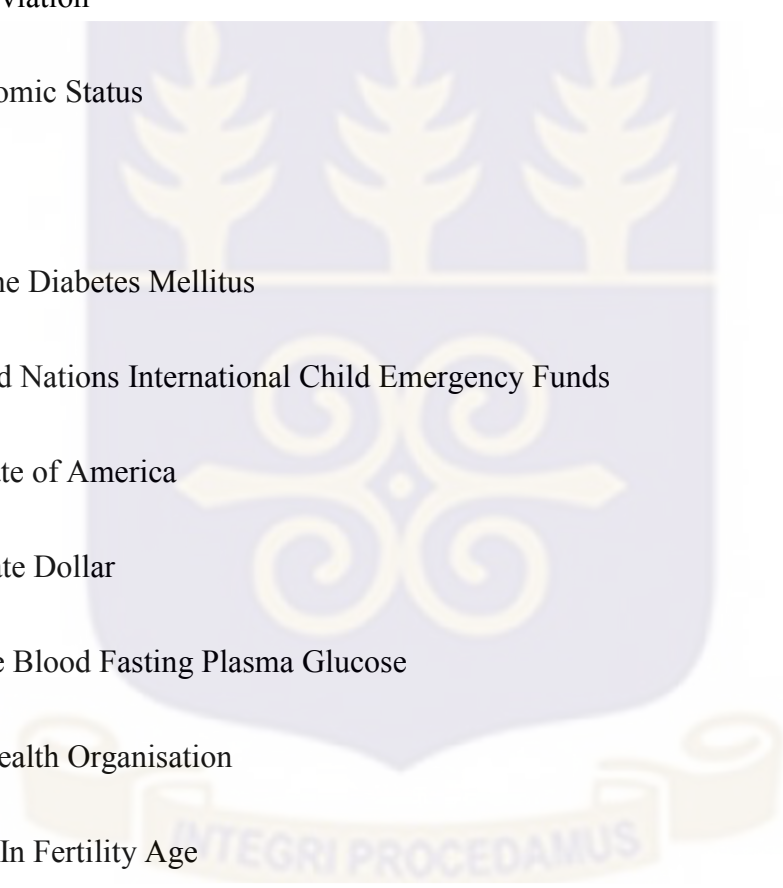 viation
omic Status
ne Diabetes Mellitus
d Nations International Child Emergency Funds
te of America
te Dollar
e Blood Fasting Plasma Glucose
ealth Organisation
In Fertility Age
INTEGRI PROCEDAMUS